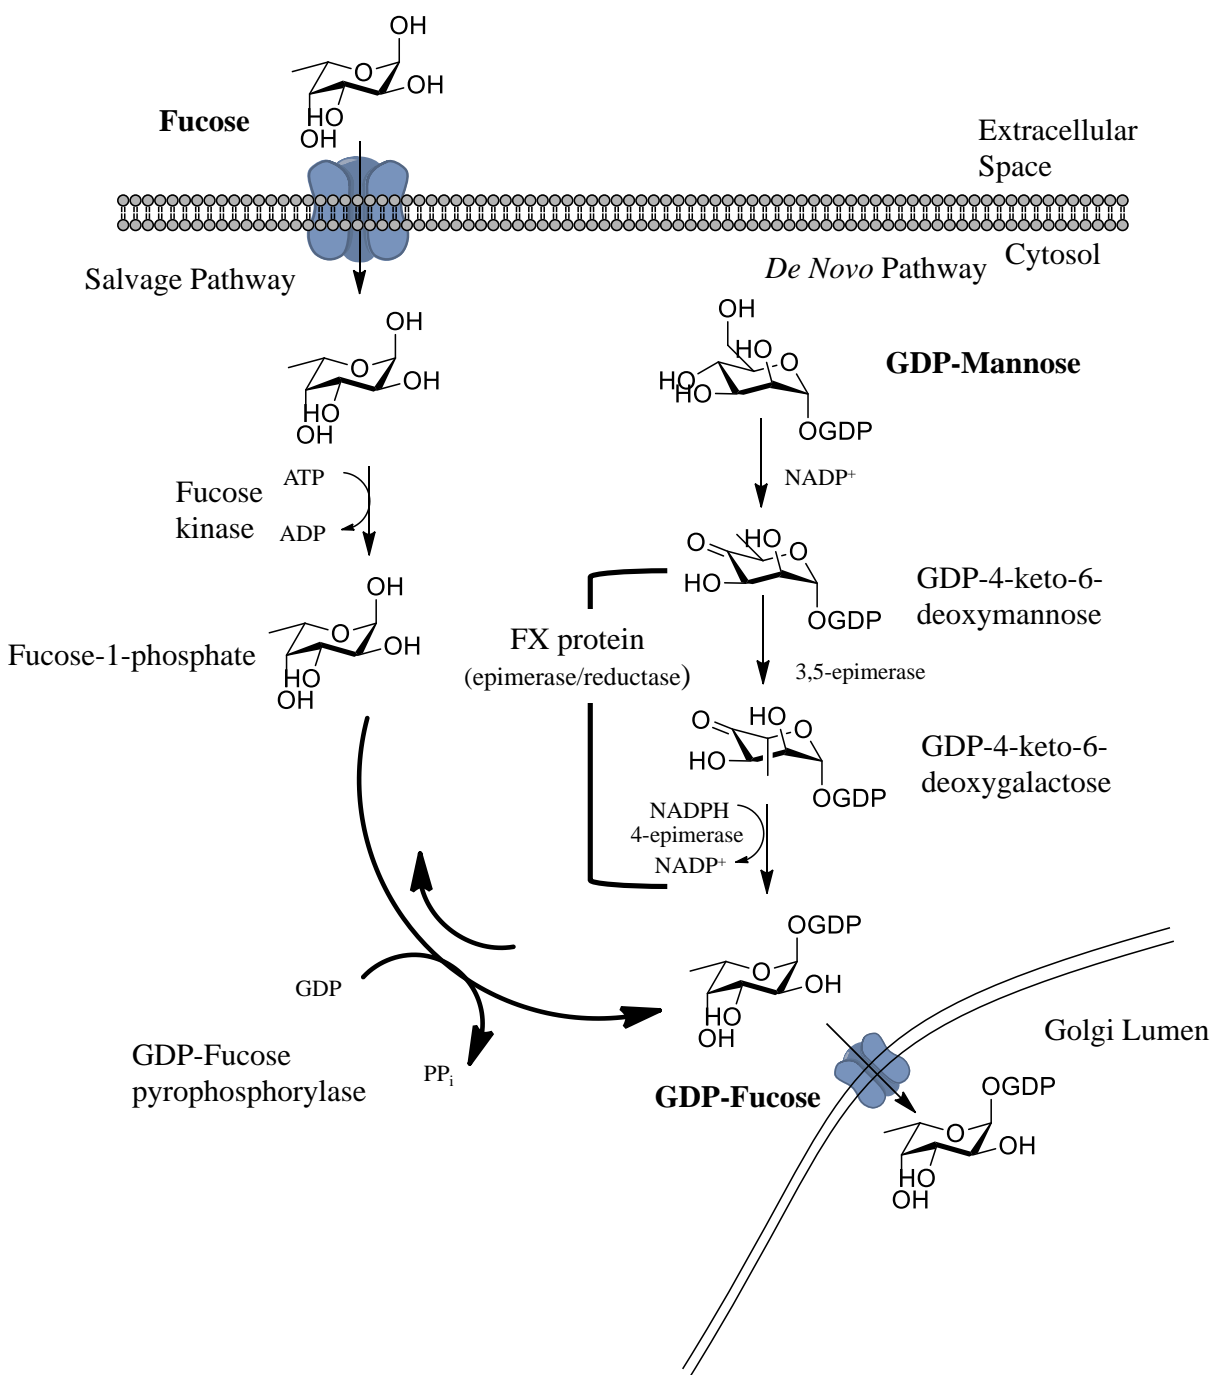 OH
O
OH
HO
OH
Fucose
Extracellular
Space
Salvage Pathway
De Novo Pathway
Cytosol
OH
O
OH
HO
OH
OH
HO
O
HO
HO
OGDP
GDP-Mannose
Fucose
kinase
ATP
ADP
NADP+
O
HO
O
HO
OGDP
GDP-4-keto-6-
deoxymannose
Fucose-1-phosphate
OH
O
OH
HO
OH
FX protein
(epimerase/reductase)
3,5-epimerase
O
HO
O
HO
OGDP
GDP-4-keto-6-
deoxygalactose
NADPH
4-epimerase
NADP+
OGDP
O
OH
HO
OH
GDP
PPi
GDP-Fucose
pyrophosphorylase
GDP-Fucose
Golgi Lumen
OGDP
O
OH
HO
OH